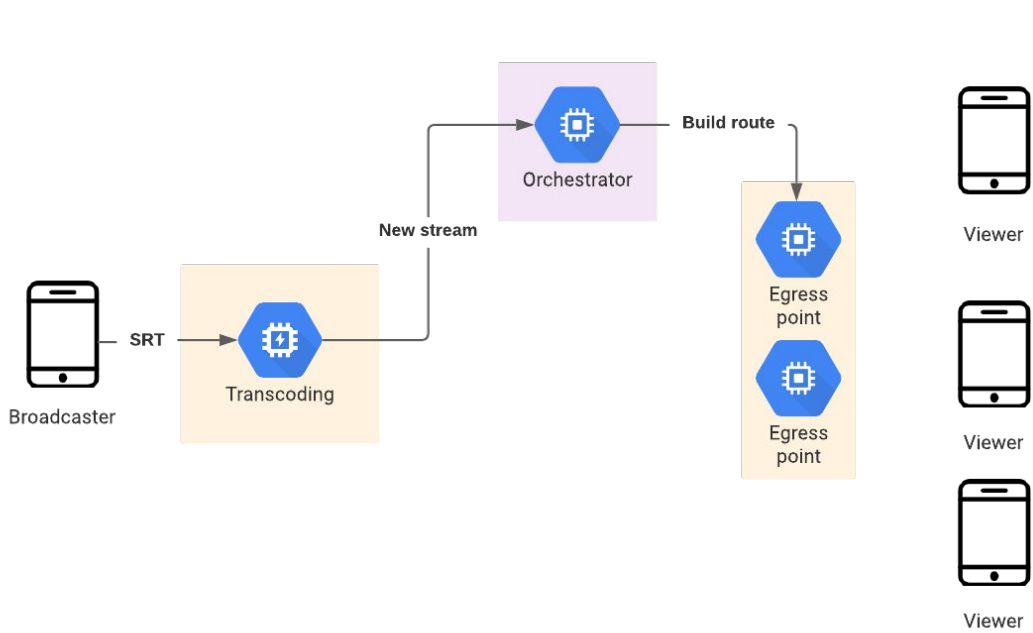 Build route
Orchestrator
New stream
Viewer
Egress
point
SRT
Transcoding
Broadcaster
Egress
point
Viewer
Viewer